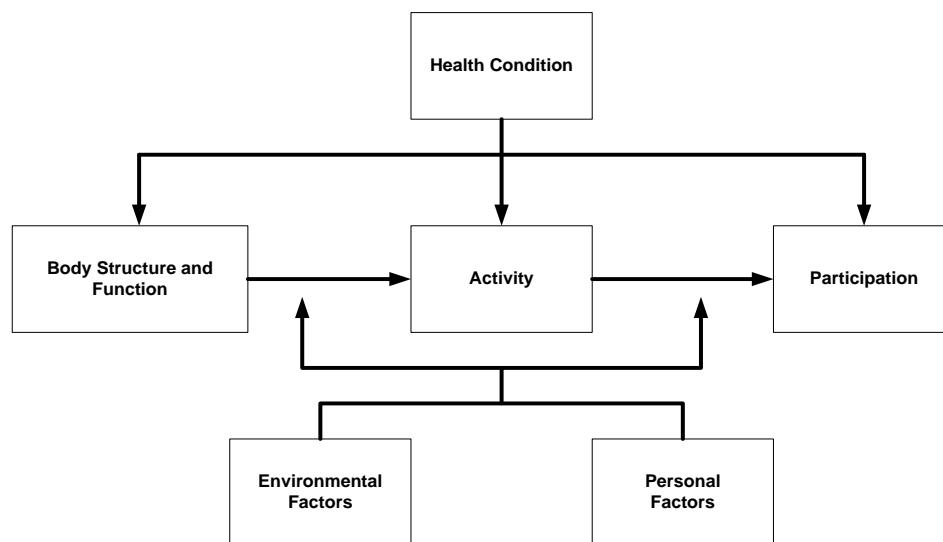 Health Condition
Body Structure and
Function
Activity
Participation
Environmental
Factors
Personal
Factors